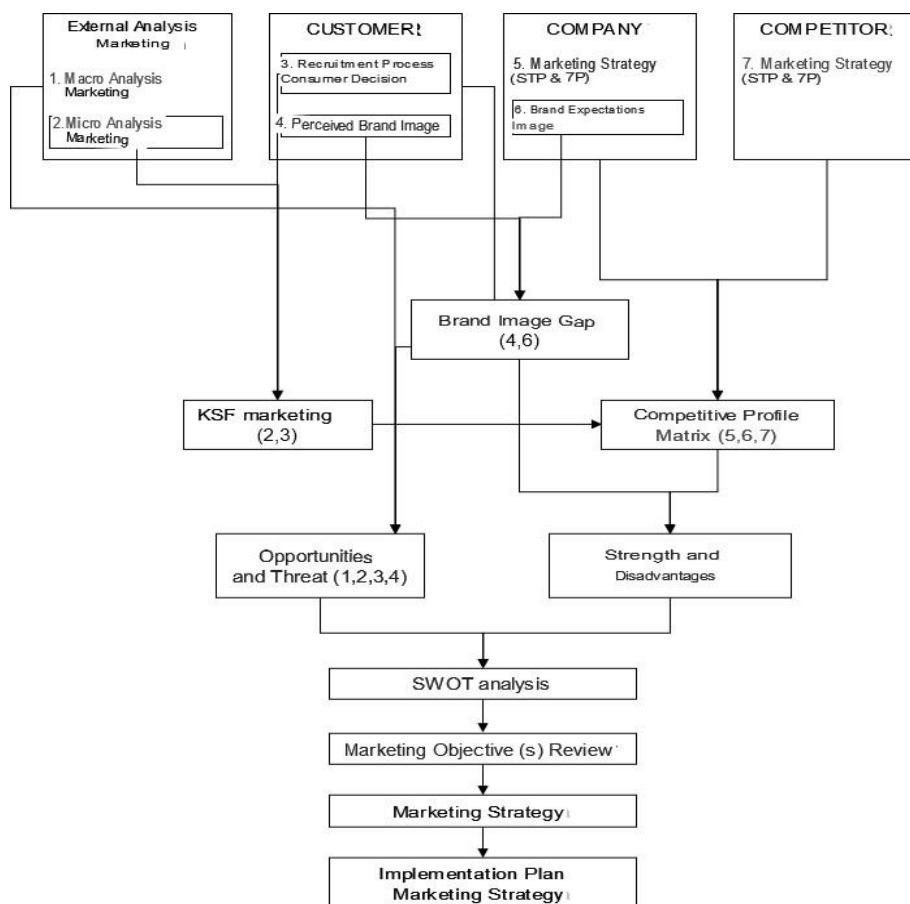 External Analysis
Marketing
1. Macro Analysis
Marketing
2. Micro Analysis
Marketing
CUSTOMER
3. Recruitment Process
Consumer Decision
4. Perceived Brand Image
COMPANY
5. Marketing Strategy
(STP & 7P)
6. Brand Expectations
Image
COMPETITOR
7. Marketing Strategy
(STP & 7P)
Brand Image Gap
(4,6)
KSF marketing
(2,3)
Competitive Profile
Matrix (5,6,7)
Opportunities
and Threat (1,2,3,4)
Strength and
Disadvantages
SWOT analysis
Marketing Objective (s) Review
Marketing Strategy
Implementation Plan
Marketing Strategy